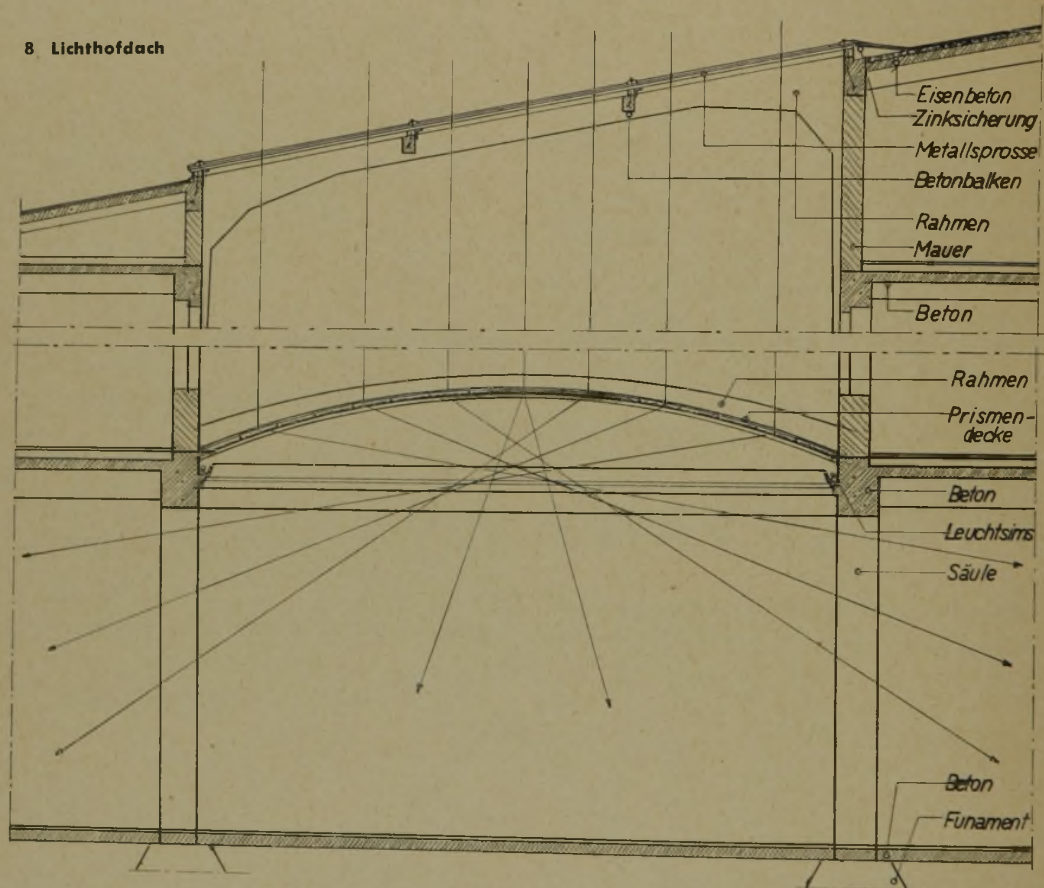 8 Lichthofdach
Eisenbeton
Zinksicherung
Metallsprosse
Betonbalken
Rahmen
Mauer
Beton
Rahmen
Prismen-
decke
Beton
Leuchtsims
Säule
Beton
Funament